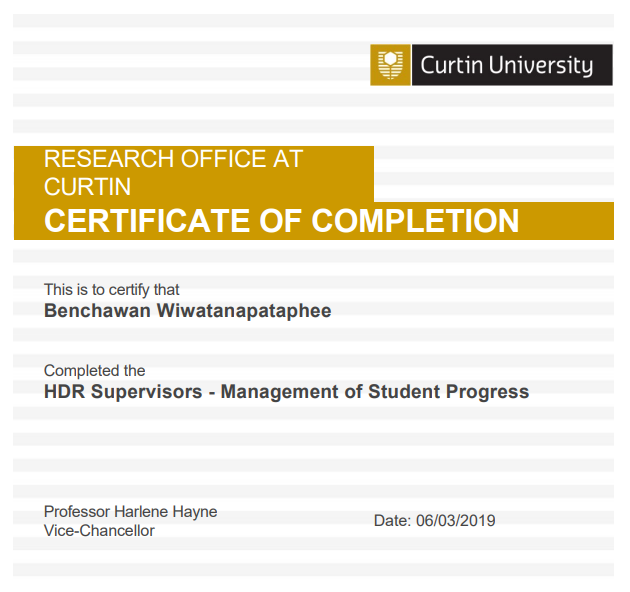 Curtin University
RESEARCH OFFICE AT
CURTIN
CERTIFICATE OF COMPLETION
This is to certify that
Benchawan Wiwatanapataphee
Completed the
HDR Supervisors - Management of Student Progress
Professor Harlene Hayne
Vice-Chancellor
Date: 06/03/2019